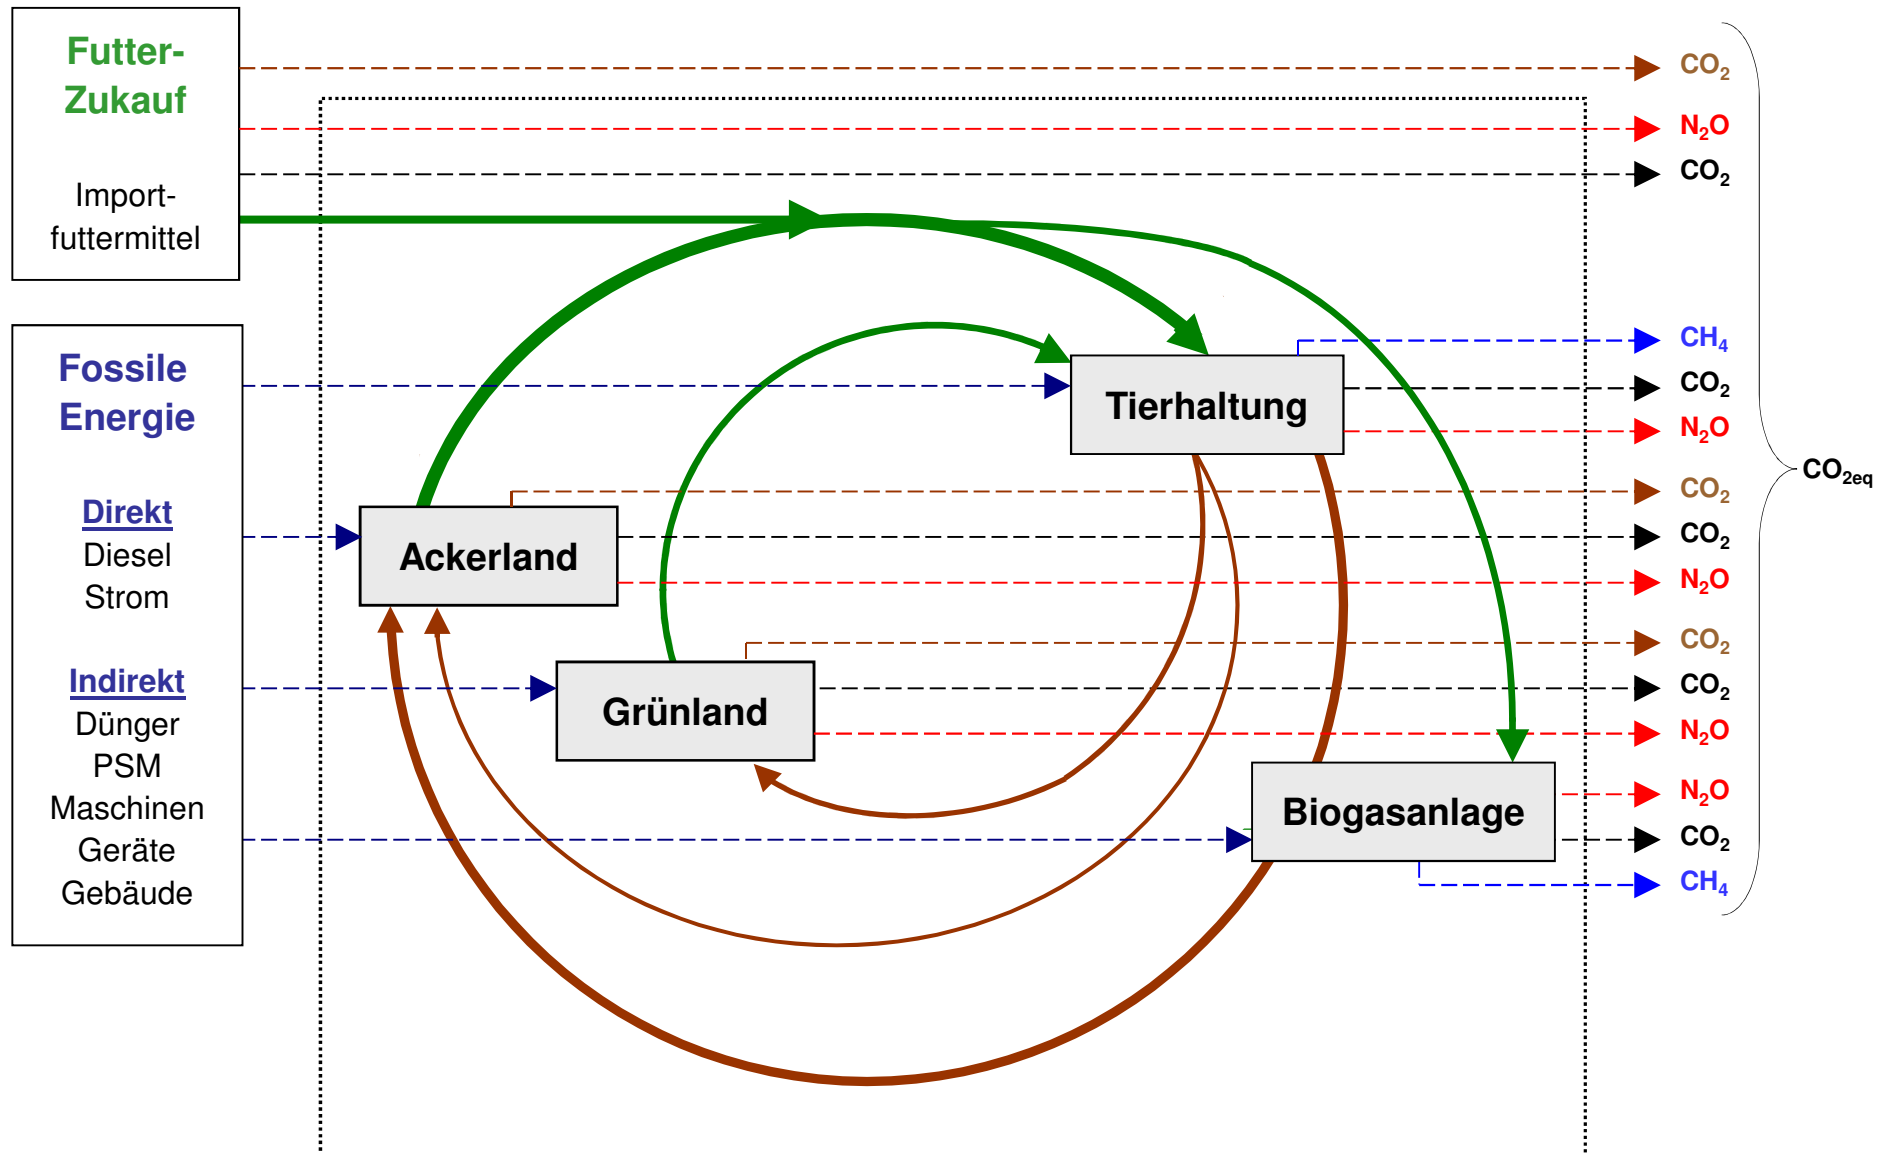 Futter-
Zukauf
Import-
futtermittel
Fossile
Energie
Direkt
Diesel
Strom
Indirekt
Dünger
PSM
Maschinen
Geräte
Gebäude
Tierhaltung
Ackerland
Grünland
Biogasanlage
CO₂
N₂O
CO₂
CH₄
CO₂
N₂O
CO₂
CO₂
N₂O
CO₂
CO₂
N₂O
N₂O
CO₂
CH₄
CO₂eq